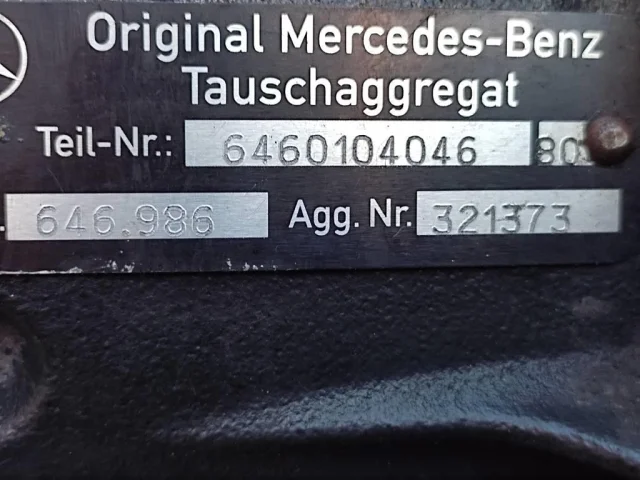 Original Mercedes-Benz
Tauschaggregat
Teil-Nr.: 6460104046 80
646.986 Agg. Nr. 321373